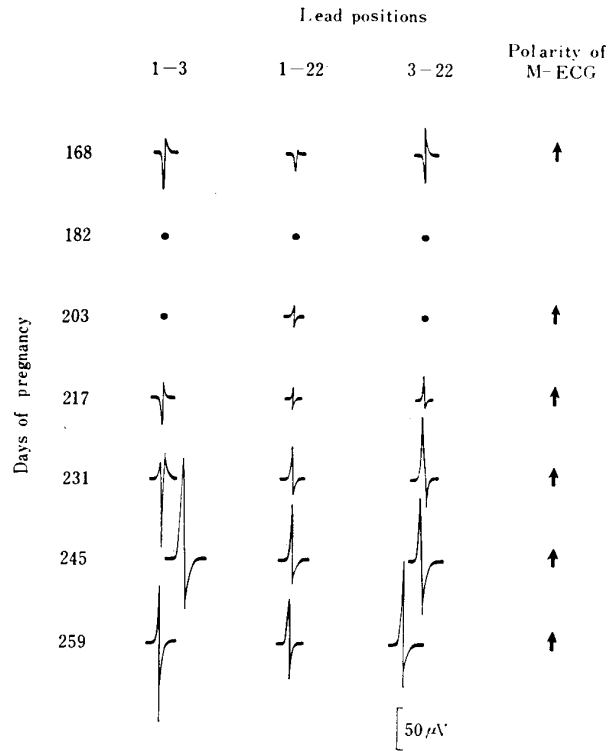 Lead positions
1—3 1—22 3—22 Polarity of M-ECG
Days of pregnancy
168
182
203
217
231
245
259
50 μV